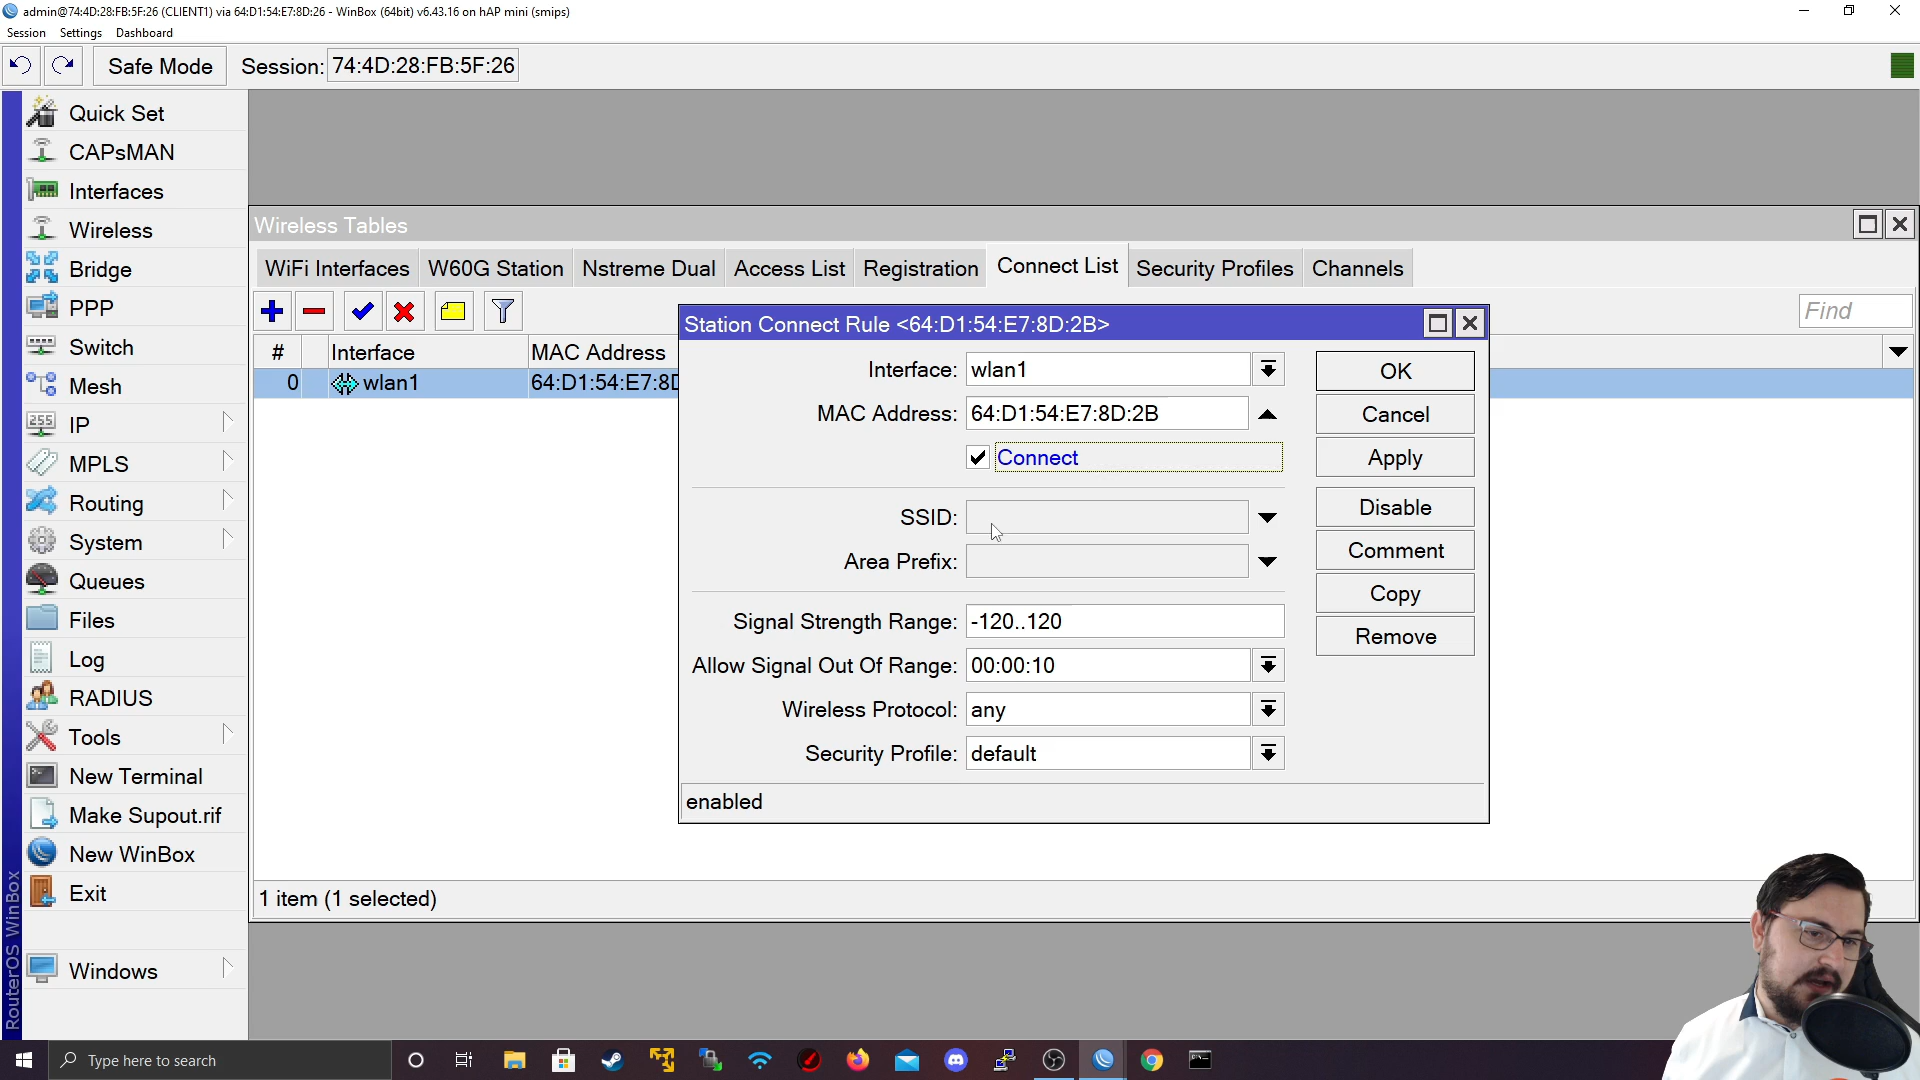 admin@74:4D:28:FB:5F:26 (CLIENT1) via 64:D1:54:E7:8D:26 - WinBox (64bit) v6.43.16 on hAP mini (smips)
Session Settings Dashboard
Safe Mode Session: 74:4D:28:FB:5F:26
Quick Set
CAPsMAN
Interfaces
Wireless
Bridge
PPP
Switch
Mesh
IP
MPLS
Routing
System
Queues
Files
Log
RADIUS
Tools
New Terminal
Make Supout.rif
New WinBox
Exit
Windows
RouterOS WinBox
Wireless Tables
WiFi Interfaces W60G Station Nstreme Dual Access List Registration Connect List Security Profiles Channels
Find
# Interface MAC Address
0 wlan1 64:D1:54:E7:8D
Station Connect Rule <64:D1:54:E7:8D:2B>
Interface: wlan1
MAC Address: 64:D1:54:E7:8D:2B
Connect
SSID:
Area Prefix:
Signal Strength Range: -120..120
Allow Signal Out Of Range: 00:00:10
Wireless Protocol: any
Security Profile: default
OK
Cancel
Apply
Disable
Comment
Copy
Remove
enabled
1 item (1 selected)
Type here to search